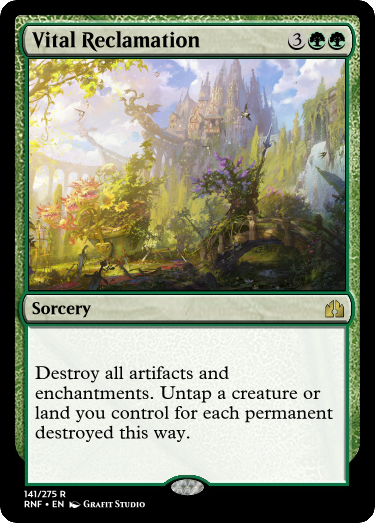 Vital Reclamation 3
Sorcery
Destroy all artifacts and
enchantments. Untap a creature or
land you control for each permanent
destroyed this way.
141/275 R
RNF • EN Grafit Studio